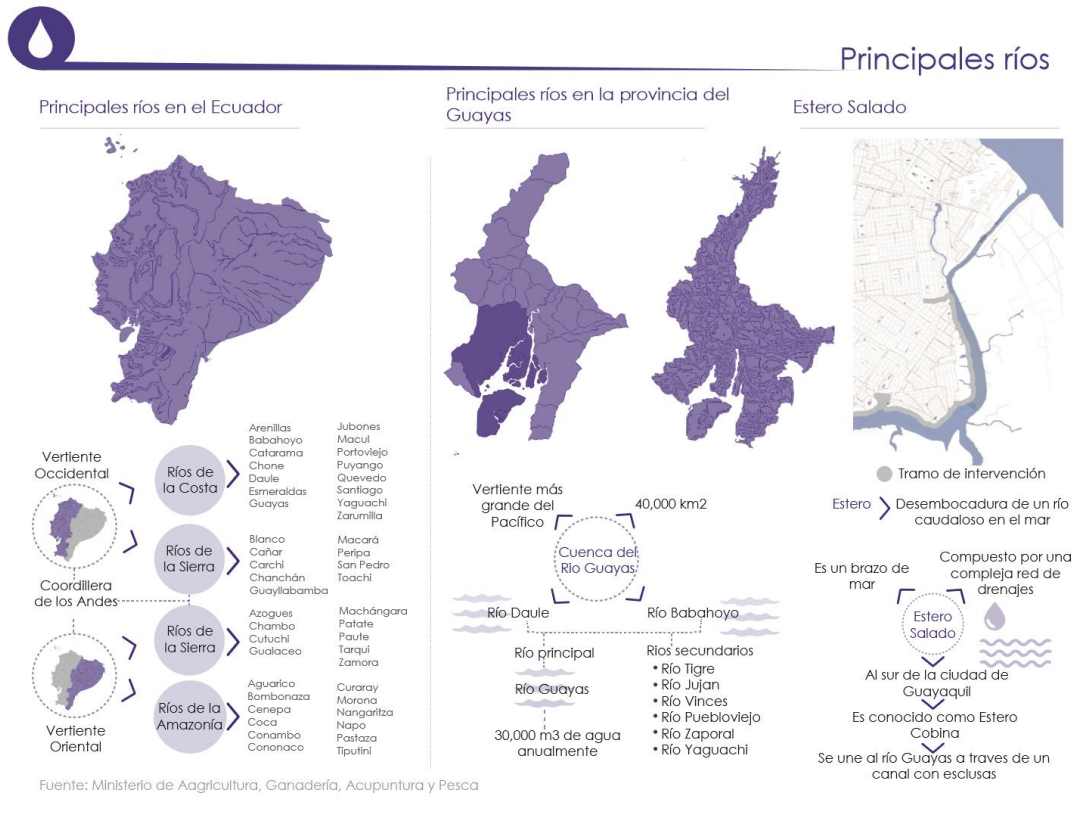 Principales ríos
Principales ríos en el Ecuador
Arenillas
Babahoyo
Catarama
Chone
Daule
Esmeraldas
Guayas
Jubones
Macul
Portoviejo
Puyango
Quevedo
Santiago
Yaguachi
Zarumilla
Vertiente
Occidental
Ríos de
la Costa
Blanco
Cañar
Carchi
Chanchán
Guayllabamba
Macará
Peripa
San Pedro
Toachi
Ríos de
la Sierra
Coordillera
de los Andes
Azogues
Chambo
Cutuchi
Gualaceo
Machángara
Patate
Paute
Tarqui
Zamora
Ríos de
la Sierra
Aguarico
Bombonaza
Cenepa
Coca
Conambo
Cononaco
Curaray
Morona
Nangaritza
Napo
Pastaza
Tiputini
Ríos de la
Amazonía
Vertiente
Oriental
Principales ríos en la provincia del
Guayas
Vertiente más
grande del
Pacífico
40,000 km2
Cuenca del
Rio Guayas
Río Daule
Río Babahoyo
Río principal
Río Guayas
30,000 m3 de agua
anualmente
Rios secundarios
• Río Tigre
• Río Jujan
• Río Vinces
• Río Puebloviejo
• Río Zaporal
• Río Yaguachi
Estero Salado
Tramo de intervención
Estero
Desembocadura de un río
caudaloso en el mar
Es un brazo de
mar
Compuesto por una
compleja red de
drenajes
Estero
Salado
Al sur de la ciudad de
Guayaquil
Es conocido como Estero
Cobina
Se une al río Guayas a traves de un
canal con esclusas
Fuente: Ministerio de Aagricultura, Ganadería, Acupuntura y Pesca